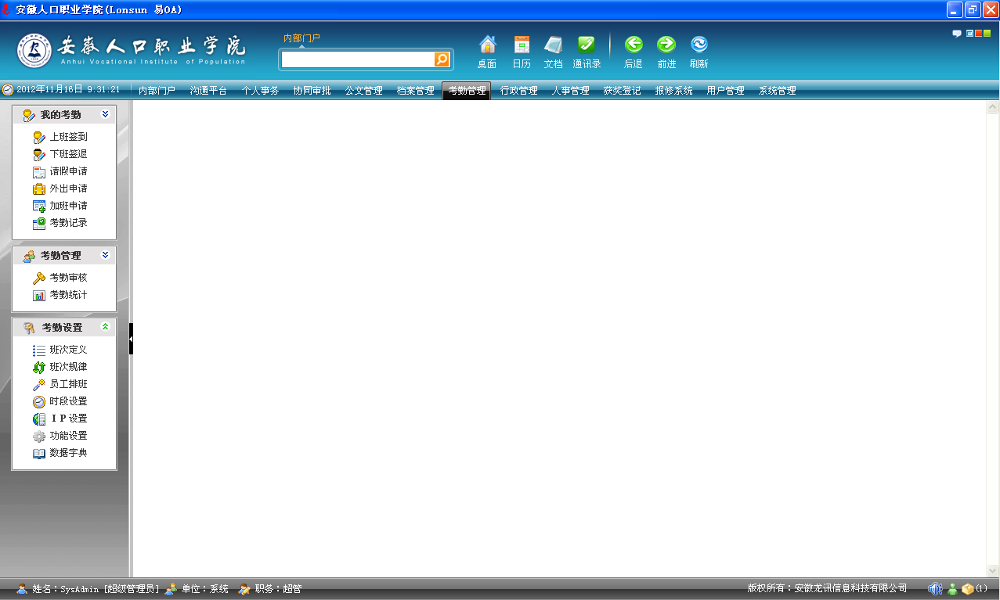 安徽人口职业学院(Lonsun 易OA)
安徽人口职业学院
Anhui Vocational Institute of Population
内部门户
桌面 日历 文档 通讯录 后退 前进 刷新
2012年11月16日 9:31:21 内部门户 沟通平台 个人事务 协同审批 公文管理 档案管理 考勤管理 行政管理 人事管理 获奖登记 报修系统 用户管理 系统管理
我的考勤
上班签到
下班签退
请假申请
外出申请
加班申请
考勤记录
考勤管理
考勤审核
考勤统计
考勤设置
班次定义
班次规律
员工排班
时段设置
ＩＰ设置
功能设置
数据字典
姓名：SysAdmin [超级管理员] 单位：系统 职务：超管 版权所有：安徽龙讯信息科技有限公司 (1)